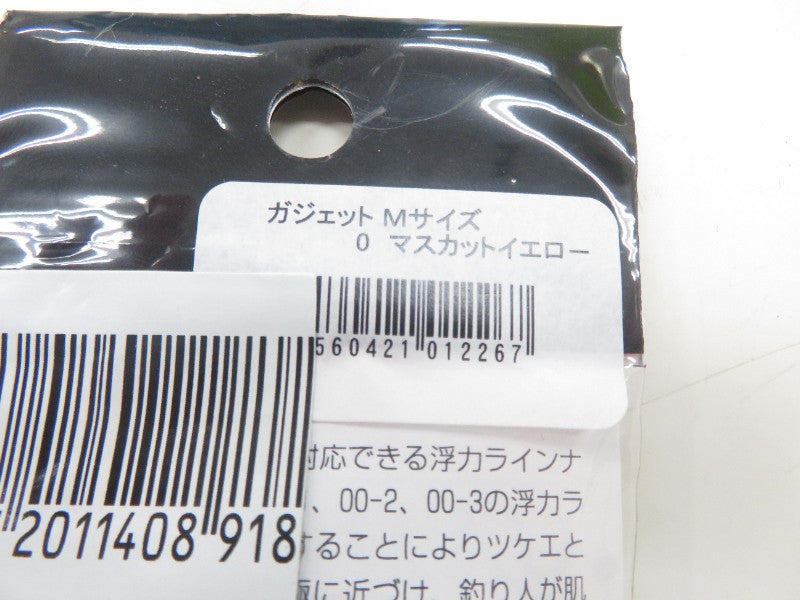 ガジェット Mサイズ
0 マスカットイエロー
560421 012267
2011408 918
対応できる浮力ラインナ
、00-2、00-3の浮力ラ
することによりツケエと
に近づけ、釣り人が肌